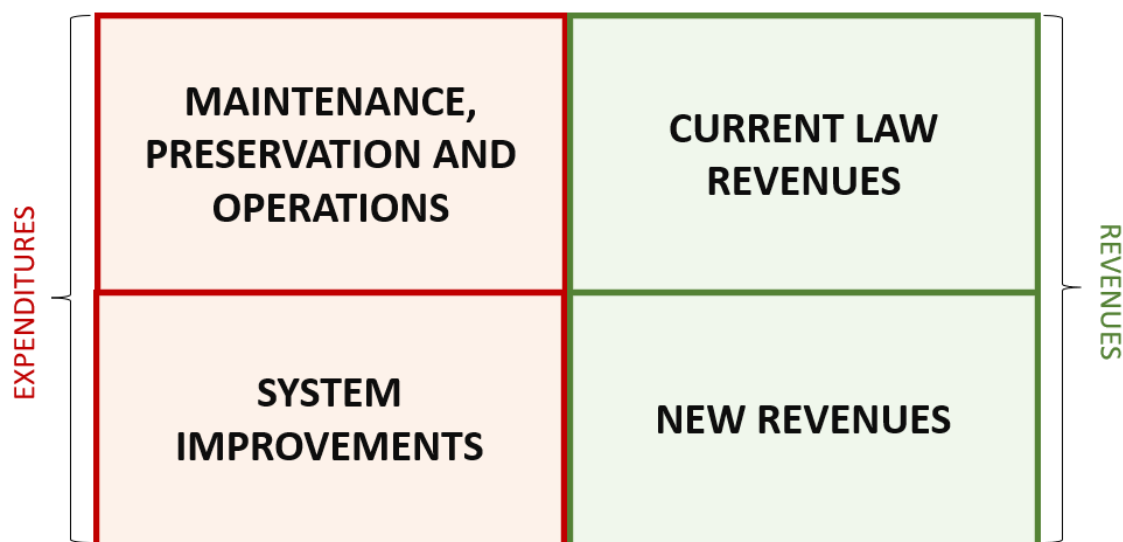 EXPENDITURES
MAINTENANCE,
PRESERVATION AND
OPERATIONS
CURRENT LAW
REVENUES
SYSTEM
IMPROVEMENTS
NEW REVENUES
REVENUES